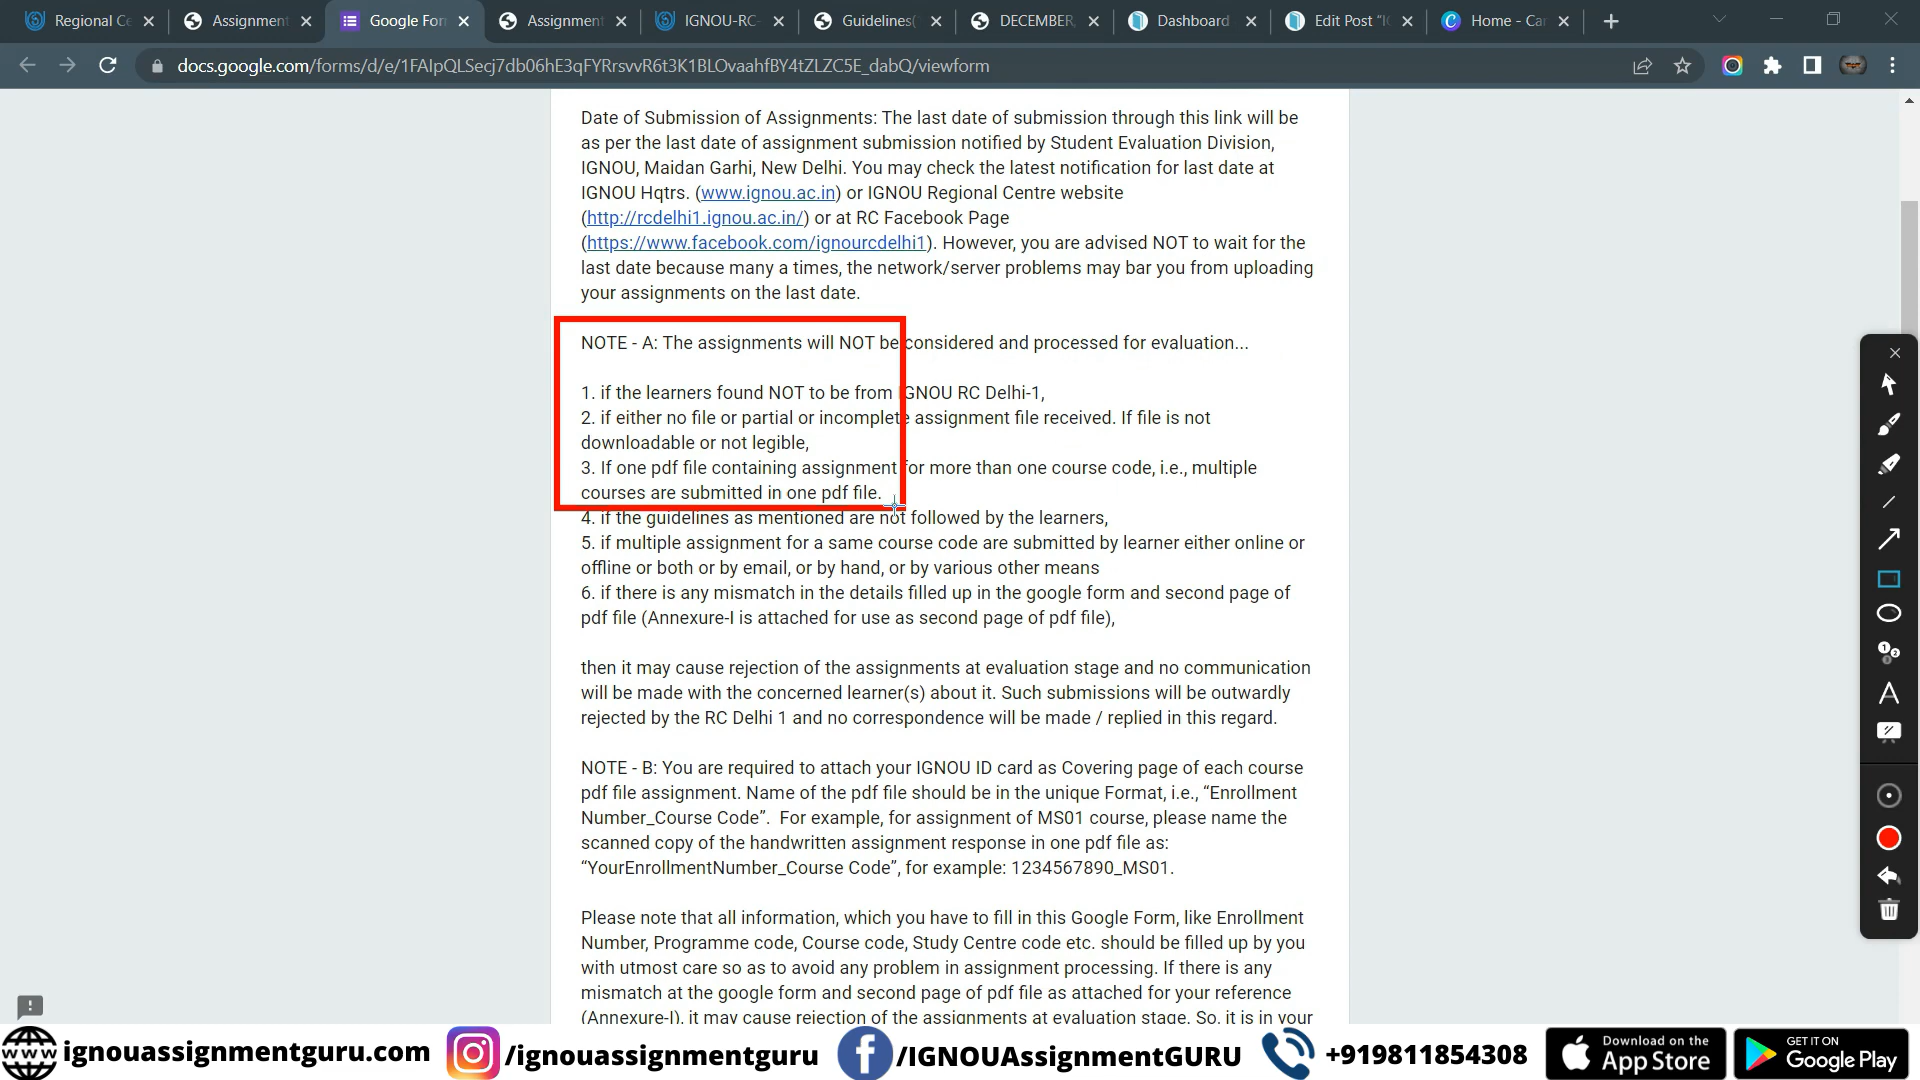 Regional Ce
Assignment
Google For
Assignment
IGNOU-RC-
Guidelines(
DECEMBER,
Dashboard
Edit Post "I
Home - Ca
docs.google.com/forms/d/e/1FAIpQLSecj7db06hE3qFYRrsvvR6t3K1BLOvaahfBY4tZLZC5E_dabQ/viewform
Date of Submission of Assignments: The last date of submission through this link will be
as per the last date of assignment submission notified by Student Evaluation Division,
IGNOU, Maidan Garhi, New Delhi. You may check the latest notification for last date at
IGNOU Hqtrs. (www.ignou.ac.in) or IGNOU Regional Centre website
(http://rcdelhi1.ignou.ac.in/) or at RC Facebook Page
(https://www.facebook.com/ignourcdelhi1). However, you are advised NOT to wait for the
last date because many a times, the network/server problems may bar you from uploading
your assignments on the last date.
NOTE - A: The assignments will NOT be considered and processed for evaluation...
1. if the learners found NOT to be from IGNOU RC Delhi-1,
2. if either no file or partial or incomplete assignment file received. If file is not
downloadable or not legible,
3. If one pdf file containing assignment for more than one course code, i.e., multiple
courses are submitted in one pdf file.
4. if the guidelines as mentioned are not followed by the learners,
5. if multiple assignment for a same course code are submitted by learner either online or
offline or both or by email, or by hand, or by various other means
6. if there is any mismatch in the details filled up in the google form and second page of
pdf file (Annexure-I is attached for use as second page of pdf file),
then it may cause rejection of the assignments at evaluation stage and no communication
will be made with the concerned learner(s) about it. Such submissions will be outwardly
rejected by the RC Delhi 1 and no correspondence will be made / replied in this regard.
NOTE - B: You are required to attach your IGNOU ID card as Covering page of each course
pdf file assignment. Name of the pdf file should be in the unique Format, i.e., “Enrollment
Number_Course Code”.  For example, for assignment of MS01 course, please name the
scanned copy of the handwritten assignment response in one pdf file as:
“YourEnrollmentNumber_Course Code”, for example: 1234567890_MS01.
Please note that all information, which you have to fill in this Google Form, like Enrollment
Number, Programme code, Course code, Study Centre code etc. should be filled up by you
with utmost care so as to avoid any problem in assignment processing. If there is any
mismatch at the google form and second page of pdf file as attached for your reference
(Annexure-I), it may cause rejection of the assignments at evaluation stage. So, it is in your
www ignouassignmentguru.com
/ignouassignmentguru
/IGNOUAssignmentGURU
+919811854308
Download on the
App Store
GET IT ON
Google Play